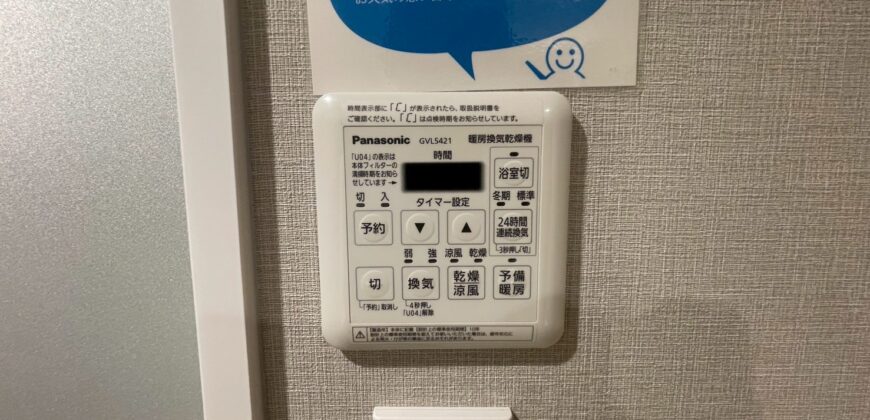 時間表示部に「C」が表示されたら、取扱説明書を
ご確認ください。「C」は点検時期をお知らせしています。
Panasonic GVL5421 暖房換気乾燥機
「U04」の表示は
本体フィルターの
清掃時期をお知ら
せしています→
時間
浴室切
切 入
タイマー設定
冬期 標準
予約
▼
▲
24時間
連続換気
3秒押し「切」
弱 強 涼風 乾燥
切
換気
乾燥
涼風
予備
暖房
「予約」取消し
4秒押し
「U04」解除